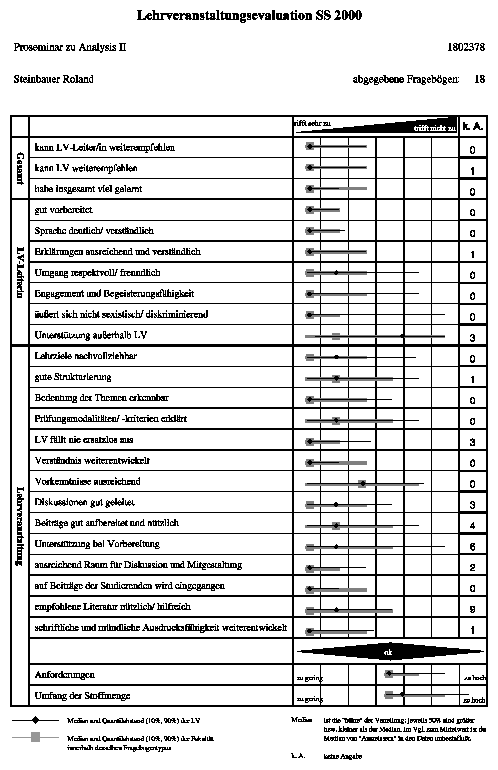 Lehrveranstaltungsevaluation SS 2000
Proseminar zu Analysis II 1802378
Steinbauer Roland abgegebene Fragebögen: 18
trifft sehr zu trifft nicht zu k. A.
Gesamt
kann LV-Leiter/in weiterempfehlen 0
kann LV weiterempfehlen 1
habe insgesamt viel gelernt 0
LV-Leiter/in
gut vorbereitet 0
Sprache deutlich/ verständlich 0
Erklärungen ausreichend und verständlich 1
Umgang respektvoll/ freundlich 0
Engagement und Begeisterungsfähigkeit 0
äußert sich nicht sexistisch/ diskriminierend 0
Unterstützung außerhalb LV 3
Lehrveranstaltung
Lehrziele nachvollziehbar 0
gute Strukturierung 1
Bedeutung der Themen erkennbar 0
Prüfungsmodalitäten/ -kriterien erklärt 0
LV fällt nie ersatzlos aus 3
Verständnis weiterentwickelt 0
Vorkenntnisse ausreichend 0
Diskussionen gut geleitet 3
Beiträge gut aufbereitet und nützlich 4
Unterstützung bei Vorbereitung 6
ausreichend Raum für Diskussion und Mitgestaltung 2
auf Beiträge der Studierenden wird eingegangen 0
empfohlene Literatur nützlich/ hilfreich 9
schriftliche und mündliche Ausdrucksfähigkeit weiterentwickelt 1
ok
Anforderungen zu gering zu hoch
Umfang der Stoffmenge zu gering zu hoch
Median und Quantilabstand (10%, 90%) der LV
Median und Quantilabstand (10%, 90%) der Fakultät
innerhalb desselben Fragebogentypus
Median ist die "Mitte" der Verteilung: jeweils 50% sind größer
bzw. kleiner als der Median. Im Vgl. zum Mittelwert ist der
Median von "Ausreissern" in den Daten unbeeinflußt.
k. A. keine Angabe